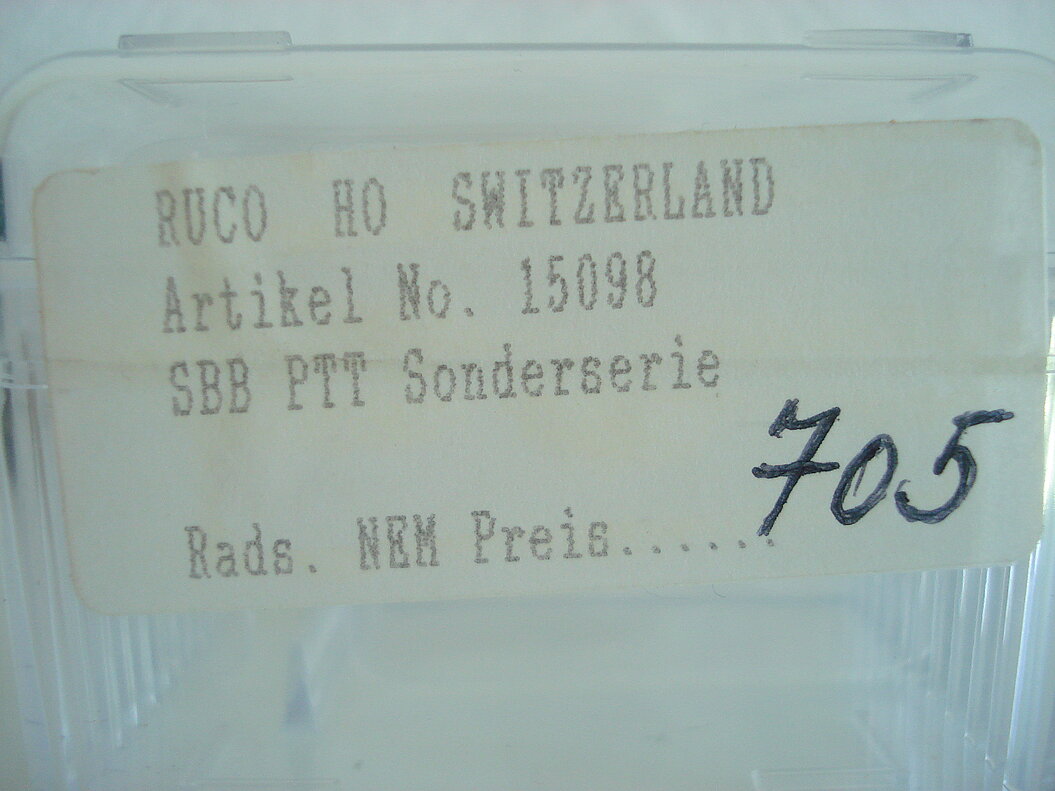 RUCO HO SWITZERLAND
Artikel No. 15098
SBB PTT Sonderserie
705
Rads. NEM Preis......